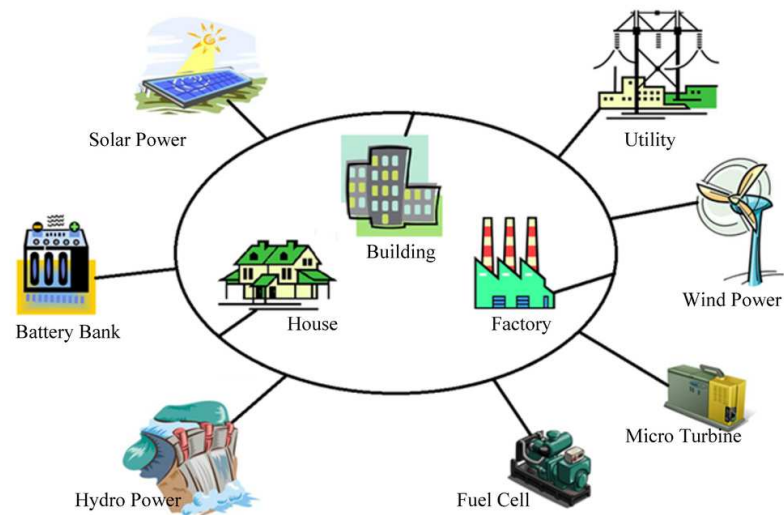 Solar Power
Utility
Building
Battery Bank
House
Factory
Wind Power
Micro Turbine
Hydro Power
Fuel Cell